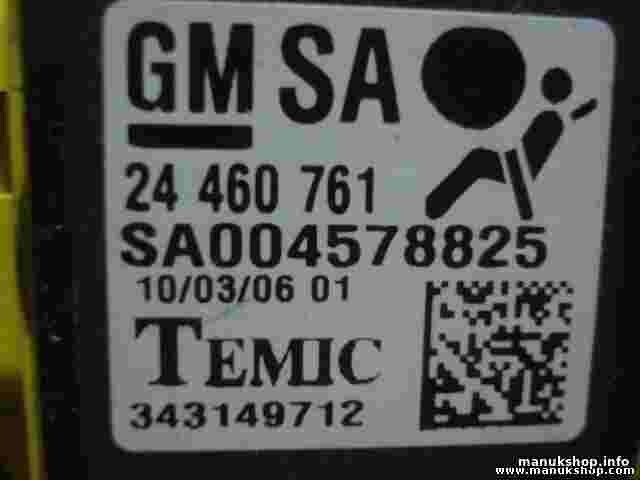 GM SA
24 460 761
SA004578825
10/03/06 01
TEMIC
343149712
manukshop.info
www.manukshop.com